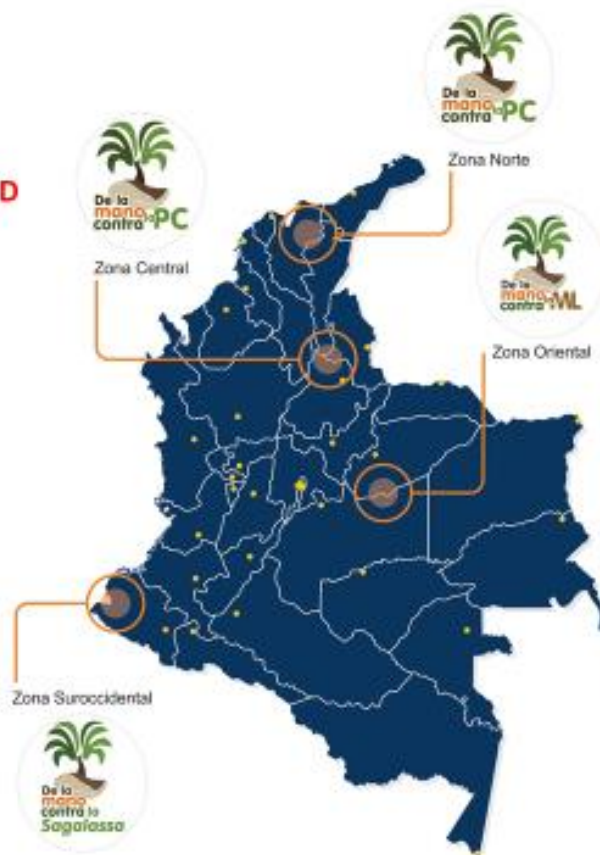 De la
mano
contra la PC
Zona Norte
D
De la
mano
contra la PC
Zona Central
De la
mano
contra la ML
Zona Oriental
Zona Suroccidental
De la
mano
contra la
Sagalassa